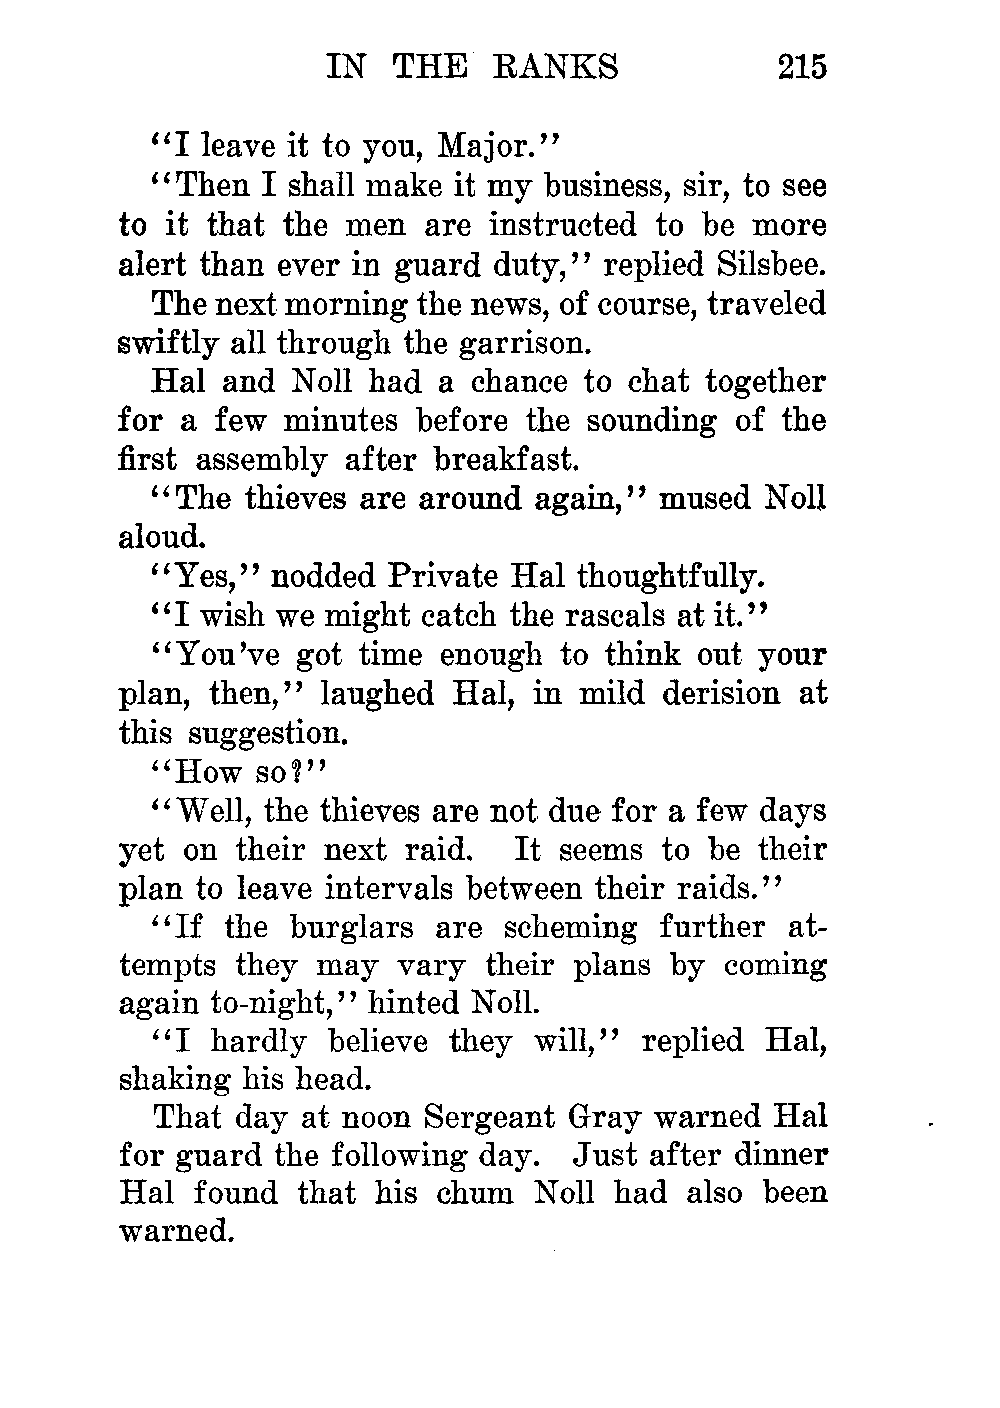 IN THE RANKS 215
“I leave it to you, Major.”
“Then I shall make it my business, sir, to see
to it that the men are instructed to be more
alert than ever in guard duty,” replied Silsbee.
The next morning the news, of course, traveled
swiftly all through the garrison.
Hal and Noll had a chance to chat together
for a few minutes before the sounding of the
first assembly after breakfast.
“The thieves are around again,” mused Noll
aloud.
“Yes,” nodded Private Hal thoughtfully.
“I wish we might catch the rascals at it.”
“You’ve got time enough to think out your
plan, then,” laughed Hal, in mild derision at
this suggestion.
“How so?”
“Well, the thieves are not due for a few days
yet on their next raid. It seems to be their
plan to leave intervals between their raids.”
“If the burglars are scheming further at-
tempts they may vary their plans by coming
again to-night,” hinted Noll.
“I hardly believe they will,” replied Hal,
shaking his head.
That day at noon Sergeant Gray warned Hal
for guard the following day. Just after dinner
Hal found that his chum Noll had also been
warned.